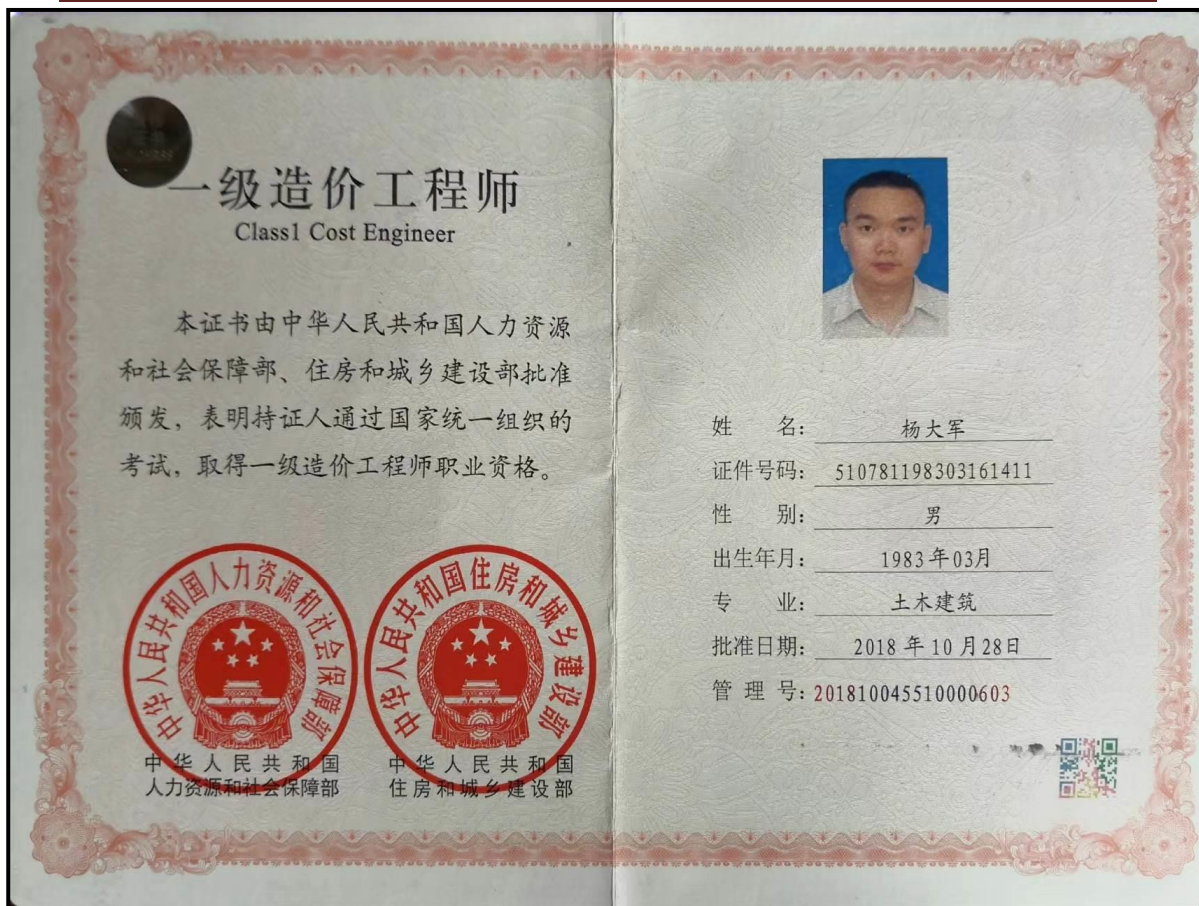 一级造价工程师
Class1 Cost Engineer
本证书由中华人民共和国人力资源
和社会保障部、住房和城乡建设部批准
颁发，表明持证人通过国家统一组织的
考试，取得一级造价工程师职业资格。
中华人民共和国人力资源和社会保障部
中华人民共和国住房和城乡建设部
中华人民共和国
人力资源和社会保障部
中华人民共和国
住房和城乡建设部
姓 名：杨大军
证件号码：510781198303161411
性 别：男
出生年月：1983年03月
专 业：土木建筑
批准日期：2018年10月28日
管 理 号：201810045510000603